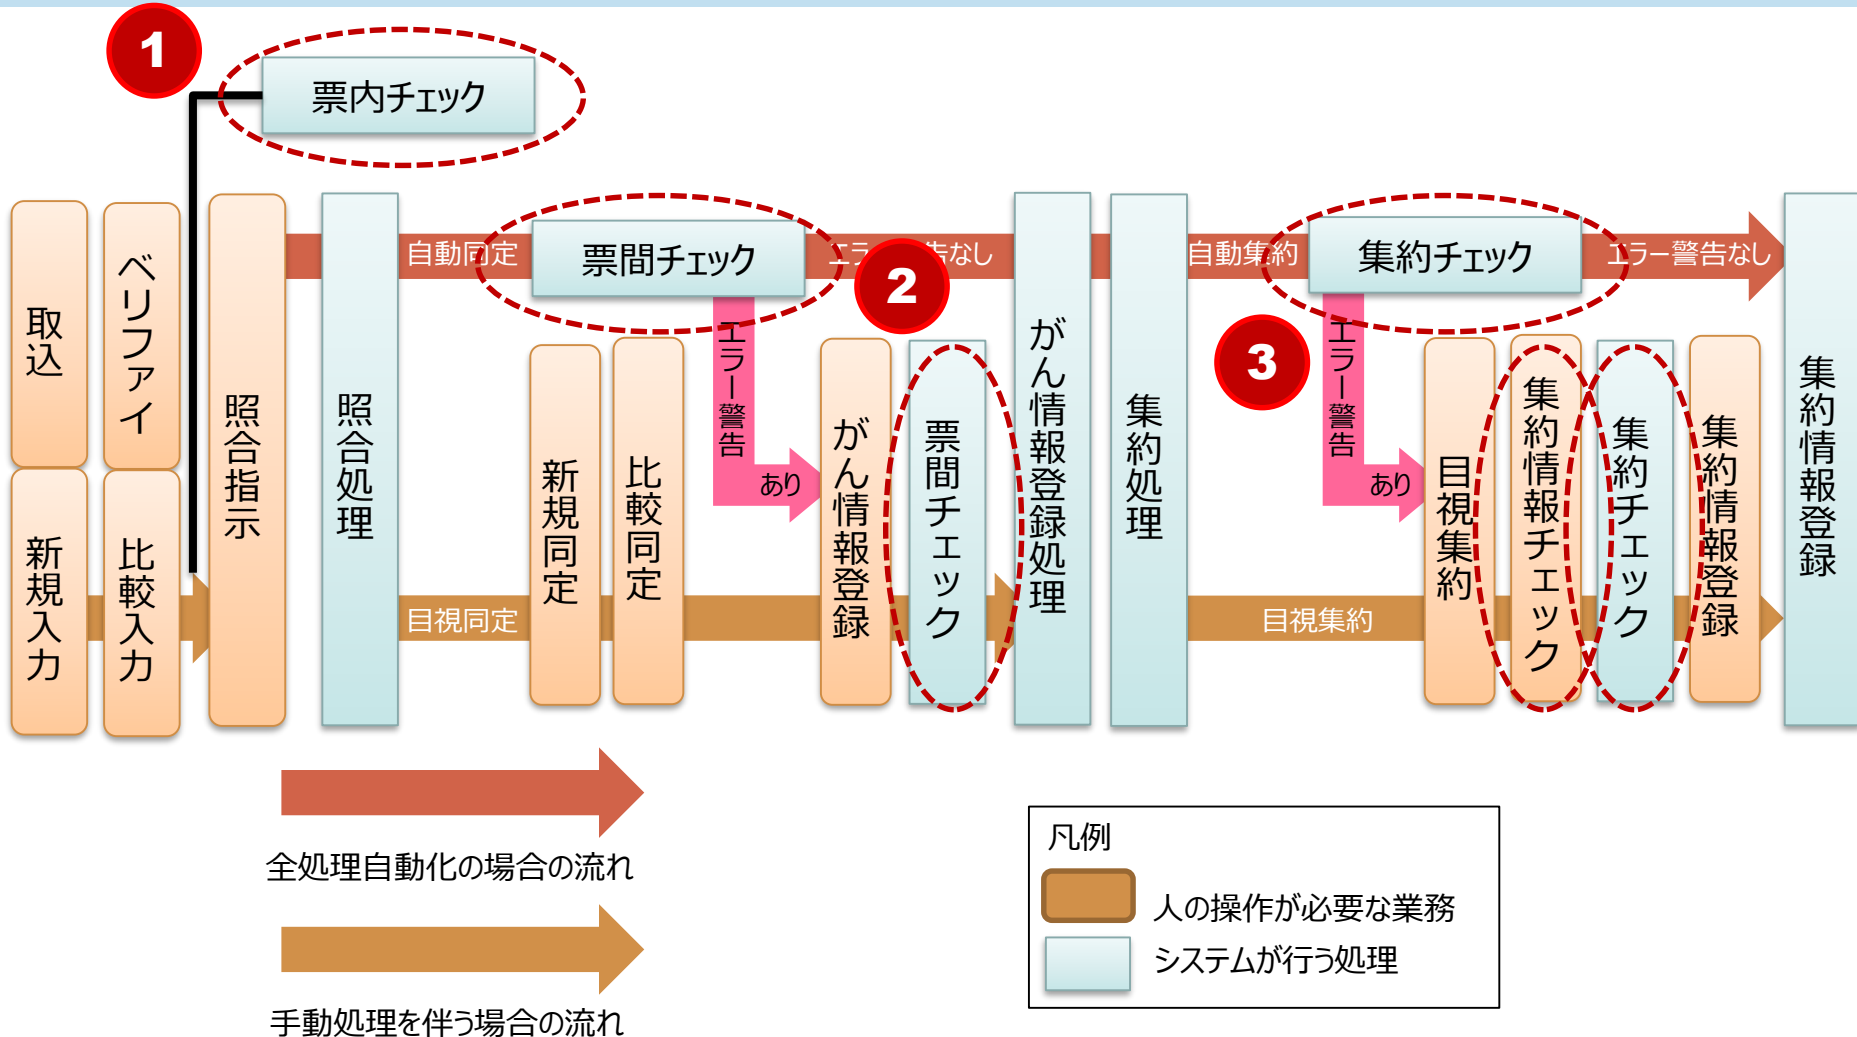 1
票内チェック
取込
ベリファイ
新規入力
比較入力
照合指示
照合処理
自動同定
票間チェック
エラー警告なし
2
エラー警告
あり
新規同定
比較同定
目視同定
がん情報登録
票間チェック
がん情報登録処理
集約処理
自動集約
集約チェック
エラー警告なし
3
エラー警告
あり
目視集約
目視集約
集約情報チェック
集約チェック
集約情報登録
集約情報登録
全処理自動化の場合の流れ
手動処理を伴う場合の流れ
凡例
人の操作が必要な業務
システムが行う処理